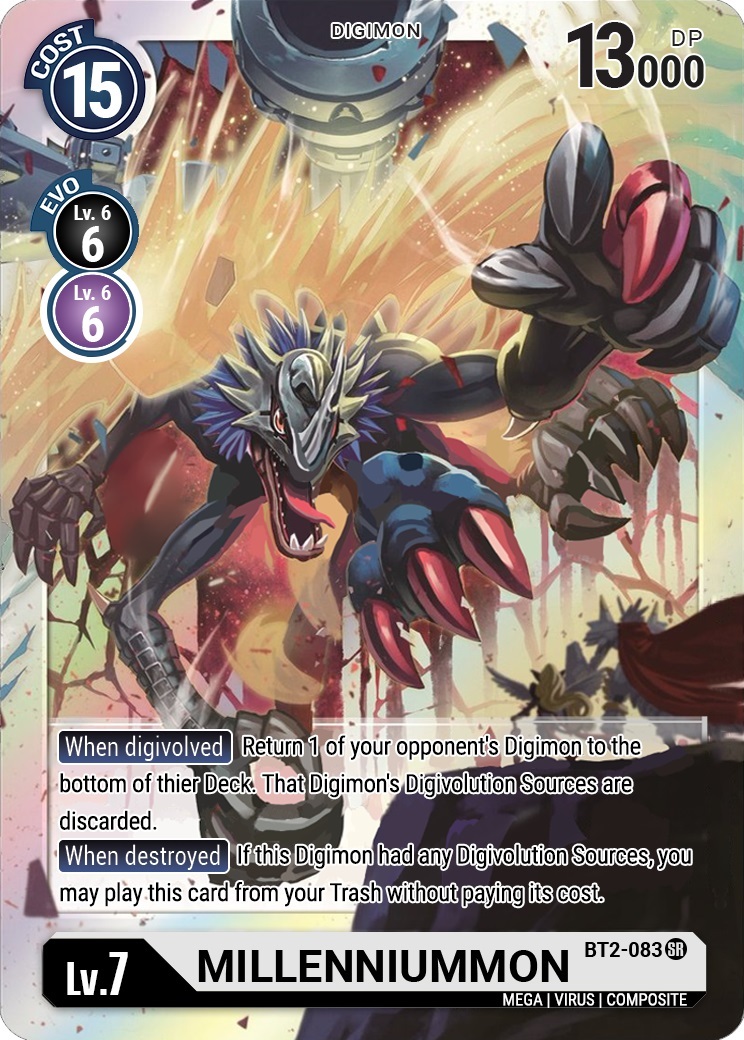 DIGIMON
COST
15
13000
DP
EVO
Lv. 6
6
Lv. 6
6
When digivolved Return 1 of your opponent's Digimon to the
bottom of thier Deck. That Digimon's Digivolution Sources are
discarded.
When destroyed If this Digimon had any Digivolution Sources, you
may play this card from your Trash without paying its cost.
Lv.7
MILLENNIUMMON
BT2-083 SR
MEGA | VIRUS | COMPOSITE